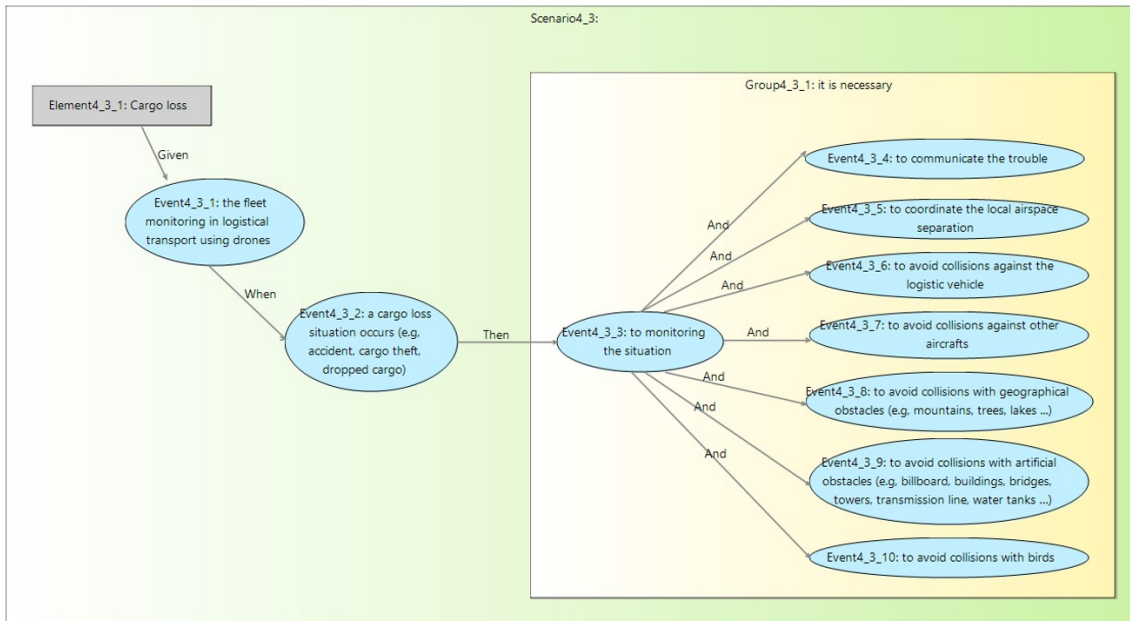 Scenario4_3:
Group4_3_1: it is necessary
Element4_3_1: Cargo loss
Given
Event4_3_1: the fleet
monitoring in logistical
transport using drones
When
Event4_3_2: a cargo loss
situation occurs (e.g,
accident, cargo theft,
dropped cargo)
Then
Event4_3_3: to monitoring
the situation
And
Event4_3_4: to communicate the trouble
And
Event4_3_5: to coordinate the local airspace
separation
And
Event4_3_6: to avoid collisions against the
logistic vehicle
And
Event4_3_7: to avoid collisions against other
aircrafts
And
Event4_3_8: to avoid collisions with geographical
obstacles (e.g, mountains, trees, lakes ...)
And
Event4_3_9: to avoid collisions with artificial
obstacles (e.g, billboard, buildings, bridges,
towers, transmission line, water tanks ...)
And
Event4_3_10: to avoid collisions with birds